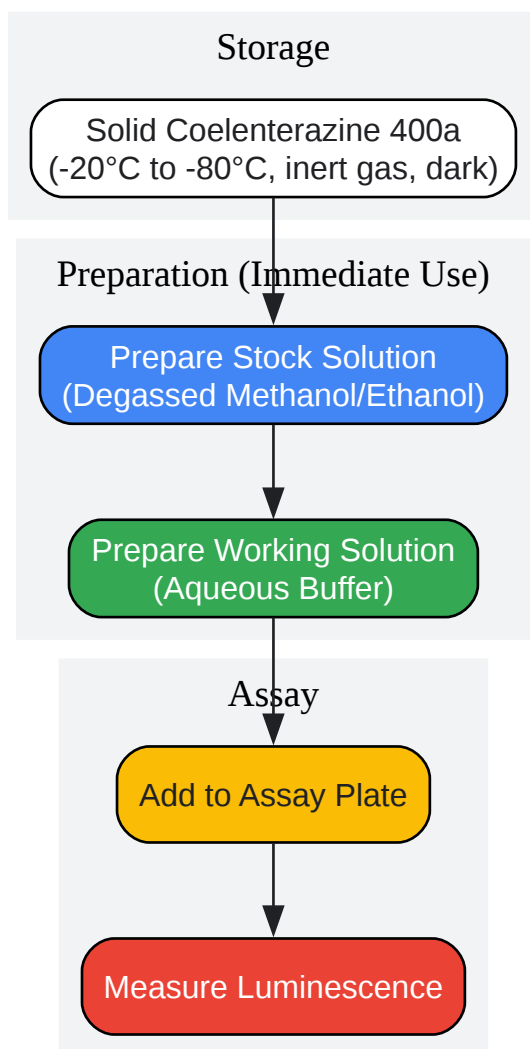 Storage
Solid Coelenterazine 400a
(-20°C to -80°C, inert gas, dark)
Preparation (Immediate Use)
Prepare Stock Solution
(Degassed Methanol/Ethanol)
Prepare Working Solution
(Aqueous Buffer)
Assay
Add to Assay Plate
Measure Luminescence